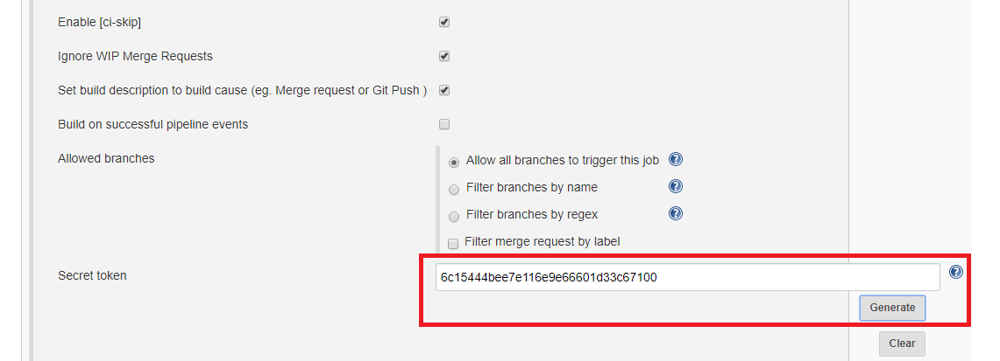 Enable [ci-skip]
Ignore WIP Merge Requests
Set build description to build cause (eg. Merge request or Git Push )
Build on successful pipeline events
Allowed branches
Allow all branches to trigger this job ?
Filter branches by name ?
Filter branches by regex ?
Filter merge request by label
Secret token
6c15444bee7e116e9e66601d33c67100 ?
Generate
Clear